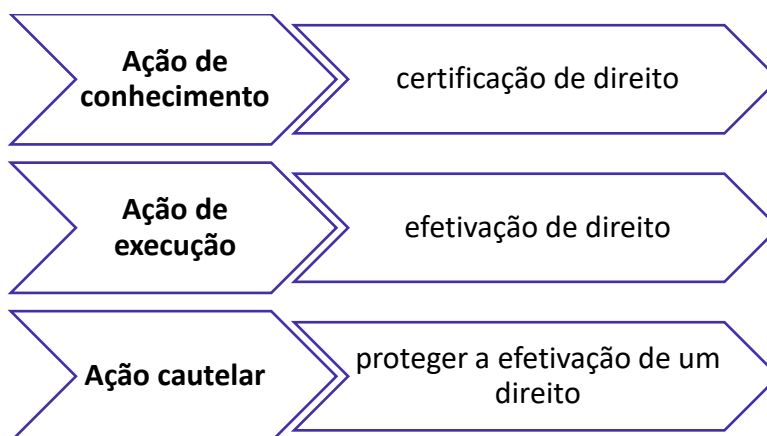 Ação de
conhecimento
certificação de direito
Ação de
execução
efetivação de direito
Ação cautelar
proteger a efetivação de um
direito